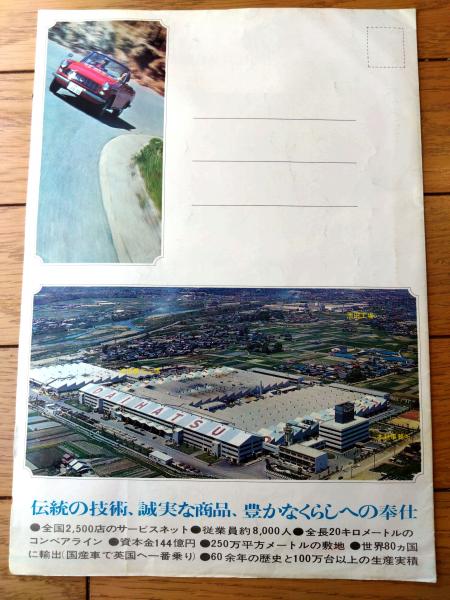 DAIHATSU
伝統の技術、誠実な商品、豊かなくらしへの奉仕
●全国2,500店のサービスネット●従業員約8,000人●全長20キロメートルの
コンベアライン●資本金144億円●250万平方メートルの敷地●世界80ヵ国
に輸出(国産車で英国へ一番乗り)●60余年の歴史と100万台以上の生産実積